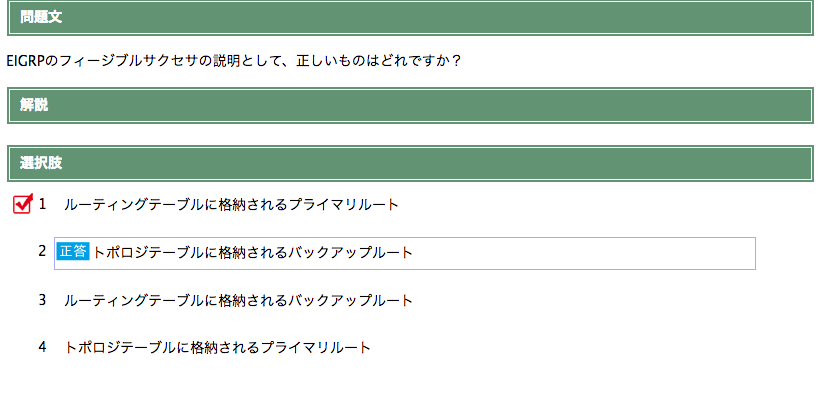 問題文
EIGRPのフィージブルサクセサの説明として、正しいものはどれですか？
解説
選択肢
1 ルーティングテーブルに格納されるプライマリルート
2 正答 トポロジテーブルに格納されるバックアップルート
3 ルーティングテーブルに格納されるバックアップルート
4 トポロジテーブルに格納されるプライマリルート